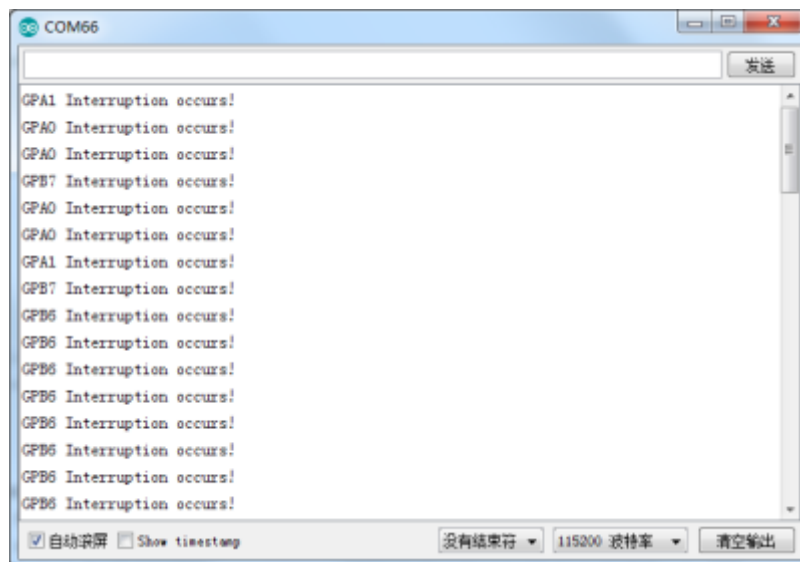 COM66
发送
GPA1 Interruption occurs!
GPA0 Interruption occurs!
GPA0 Interruption occurs!
GPB7 Interruption occurs!
GPA0 Interruption occurs!
GPA0 Interruption occurs!
GPA1 Interruption occurs!
GPB7 Interruption occurs!
GPB6 Interruption occurs!
GPB6 Interruption occurs!
GPB6 Interruption occurs!
GPB6 Interruption occurs!
GPB6 Interruption occurs!
GPB6 Interruption occurs!
GPB6 Interruption occurs!
GPB6 Interruption occurs!
自动滚屏 Show timestamp 没有结束符 115200 波特率 清空输出